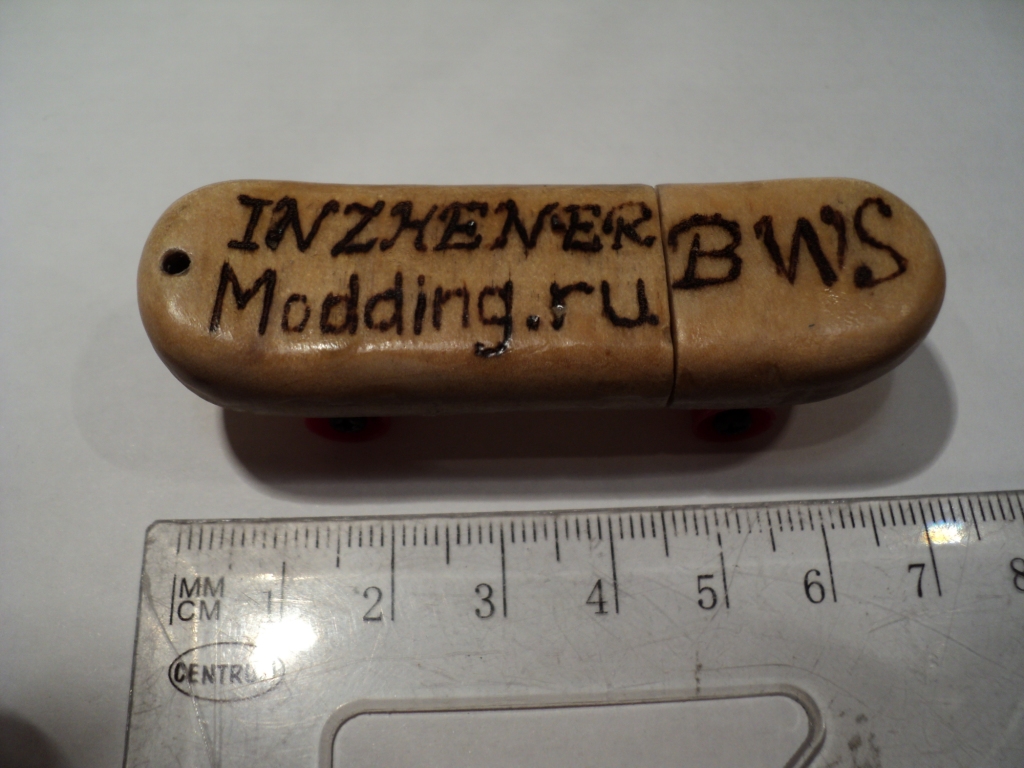 INZHENER
Modding.ru
BWS
MM
CM 1 2 3 4 5 6 7 8
CENTRUM